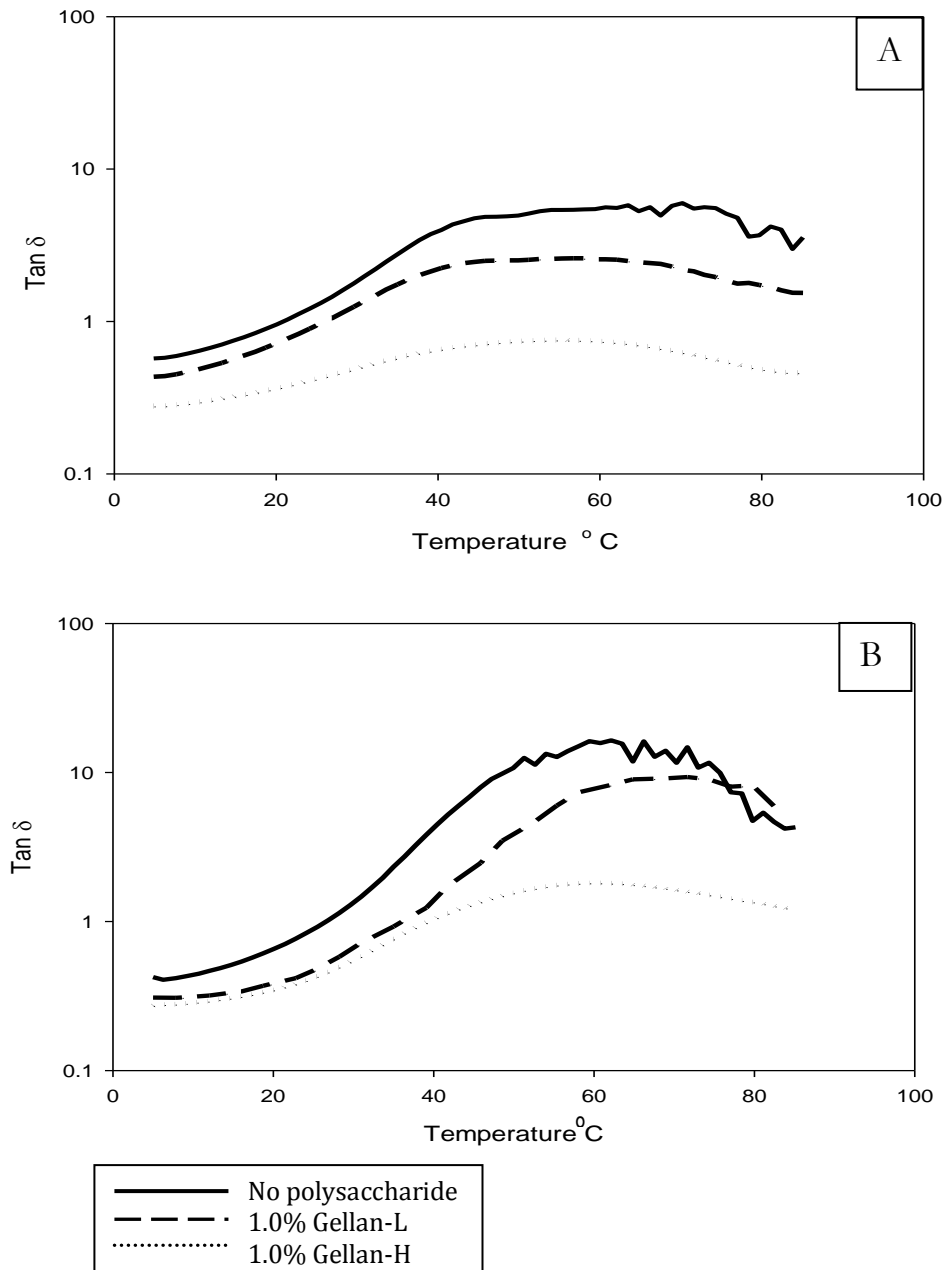 A
100
10
1
0.1
Tan δ
0 20 40 60 80 100
Temperature ° C
B
100
10
1
0.1
Tan δ
0 20 40 60 80 100
Temperature⁰C
No polysaccharide
1.0% Gellan-L
1.0% Gellan-H